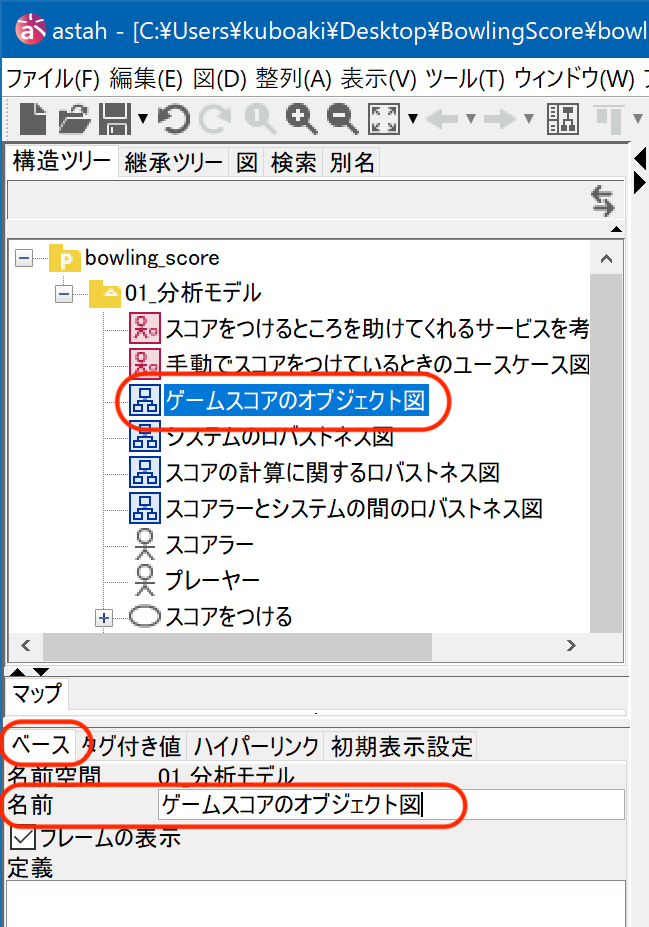 astah - [C:¥Users¥kuboaki¥Desktop¥BowlingScore¥bowl
ファイル(F) 編集(E) 図(D) 整列(A) 表示(V) ツール(T) ウィンドウ(W)
構造ツリー 継承ツリー 図 検索 別名
bowling_score
01_分析モデル
スコアをつけるところを助けてくれるサービスを考
手動でスコアをつけているときのユースケース図
ゲームスコアのオブジェクト図
システムのロバストネス図
スコアの計算に関するロバストネス図
スコアラーとシステムの間のロバストネス図
スコアラー
プレーヤー
スコアをつける
マップ
ベース タグ付き値 ハイパーリンク 初期表示設定
名前空間 01_分析モデル
名前 ゲームスコアのオブジェクト図
フレームの表示
定義